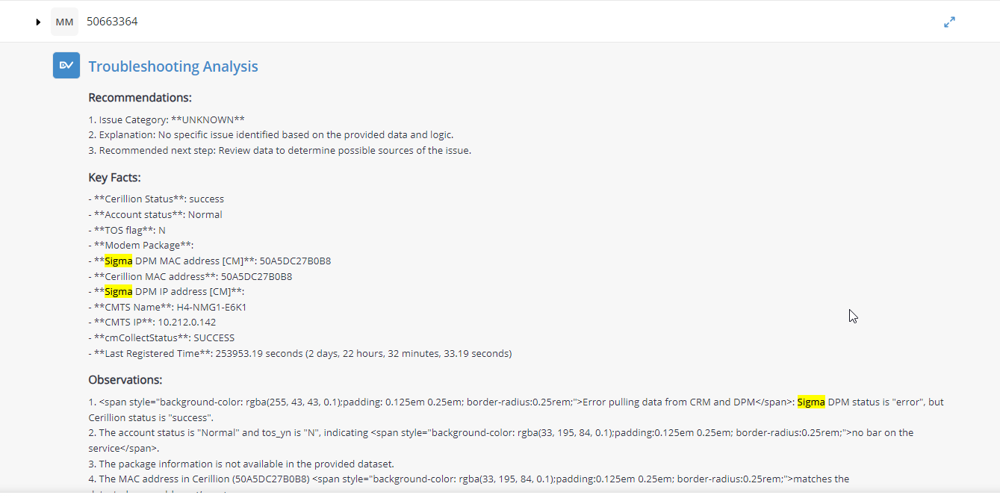 MM 50663364
DV Troubleshooting Analysis
Recommendations:
1. Issue Category: **UNKNOWN**
2. Explanation: No specific issue identified based on the provided data and logic.
3. Recommended next step: Review data to determine possible sources of the issue.
Key Facts:
- **Cerillion Status**: success
- **Account status**: Normal
- **TOS flag**: N
- **Modem Package**:
- **Sigma DPM MAC address [CM]**: 50A5DC27B0B8
- **Cerillion MAC address**: 50A5DC27B0B8
- **Sigma DPM IP address [CM]**:
- **CMTS Name**: H4-NMG1-E6K1
- **CMTS IP**: 10.212.0.142
- **cmCollectStatus**: SUCCESS
- **Last Registered Time**: 253953.19 seconds (2 days, 22 hours, 32 minutes, 33.19 seconds)
Observations:
1. <span style="background-color: rgba(255, 43, 43, 0.1);padding: 0.125em 0.25em; border-radius:0.25rem;">Error pulling data from CRM and DPM</span>: Sigma DPM status is "error", but
Cerillion status is "success".
2. The account status is "Normal" and tos_yn is "N", indicating <span style="background-color: rgba(33, 195, 84, 0.1);padding:0.125em 0.25em; border-radius:0.25rem;">no bar on the
service</span>.
3. The package information is not available in the provided dataset.
4. The MAC address in Cerillion (50A5DC27B0B8) <span style="background-color: rgba(33, 195, 84, 0.1);padding:0.125em 0.25em; border-radius:0.25rem;">matches the